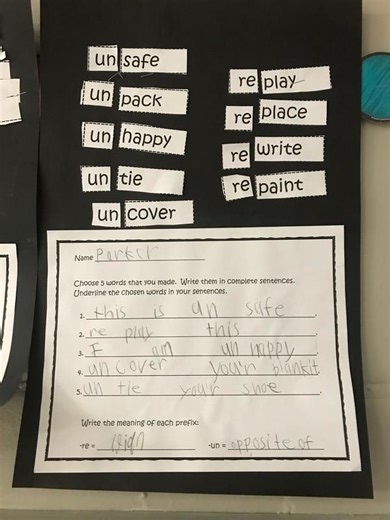 un safe
un pack
un happy
un tie
un cover
re play
re place
re write
re paint
Name Parker
Choose 5 words that you made. Write them in complete sentences.
Underline the chosen words in your sentences.
1. this is un safe.
2. re play this.
3. I am un happy.
4. un cover your blankit.
5. un tie your shoe.
Write the meaning of each prefix:
-re = -un = opposite of